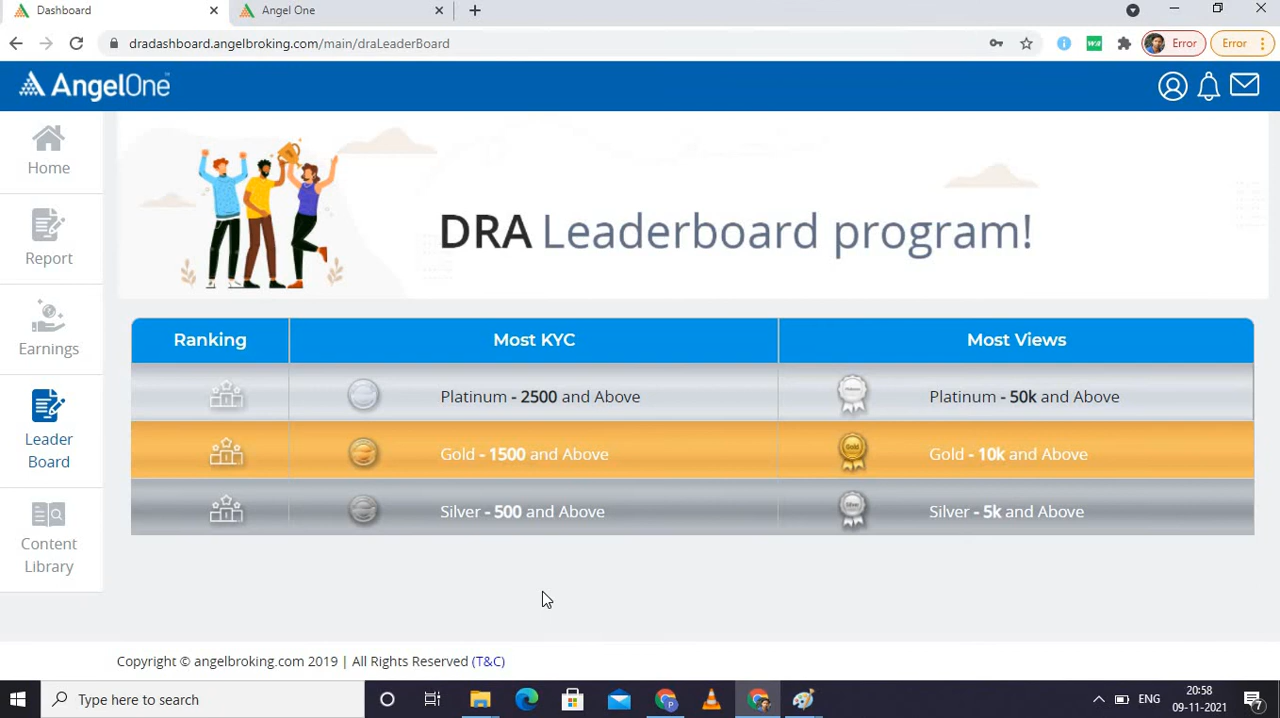 Dashboard
Angel One
dradashboard.angelbroking.com/main/draLeaderBoard
Error
Error
AngelOne
Home
Report
Earnings
Leader
Board
Content
Library
DRA Leaderboard program!
Ranking Most KYC Most Views
Platinum - 2500 and Above Platinum - 50k and Above
Gold - 1500 and Above Gold Gold - 10k and Above
Silver - 500 and Above Silver Silver - 5k and Above
Copyright © angelbroking.com 2019 | All Rights Reserved (T&C)
Type here to search
ENG
20:58
09-11-2021
7